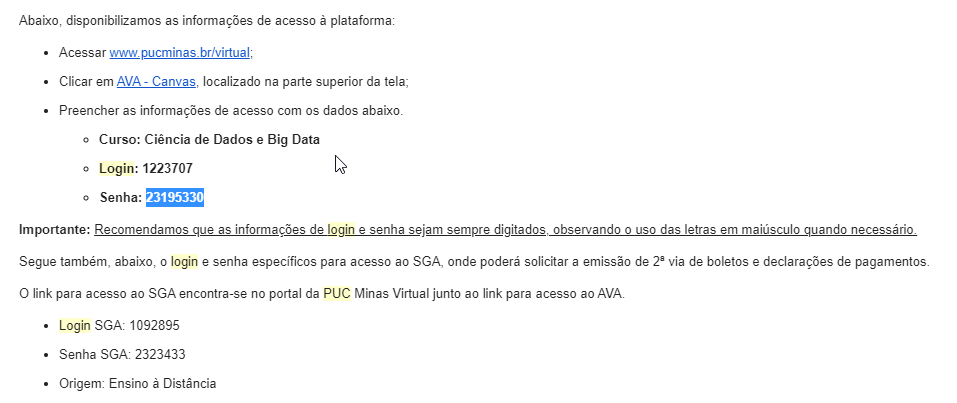 Abaixo, disponibilizamos as informações de acesso à plataforma:
Acessar www.pucminas.br/virtual;
Clicar em AVA - Canvas, localizado na parte superior da tela;
Preencher as informações de acesso com os dados abaixo.
Curso: Ciência de Dados e Big Data
Login: 1223707
Senha: 23195330
Importante: Recomendamos que as informações de login e senha sejam sempre digitados, observando o uso das letras em maiúsculo quando necessário.
Segue também, abaixo, o login e senha específicos para acesso ao SGA, onde poderá solicitar a emissão de 2ª via de boletos e declarações de pagamentos.
O link para acesso ao SGA encontra-se no portal da PUC Minas Virtual junto ao link para acesso ao AVA.
Login SGA: 1092895
Senha SGA: 2323433
Origem: Ensino à Distância